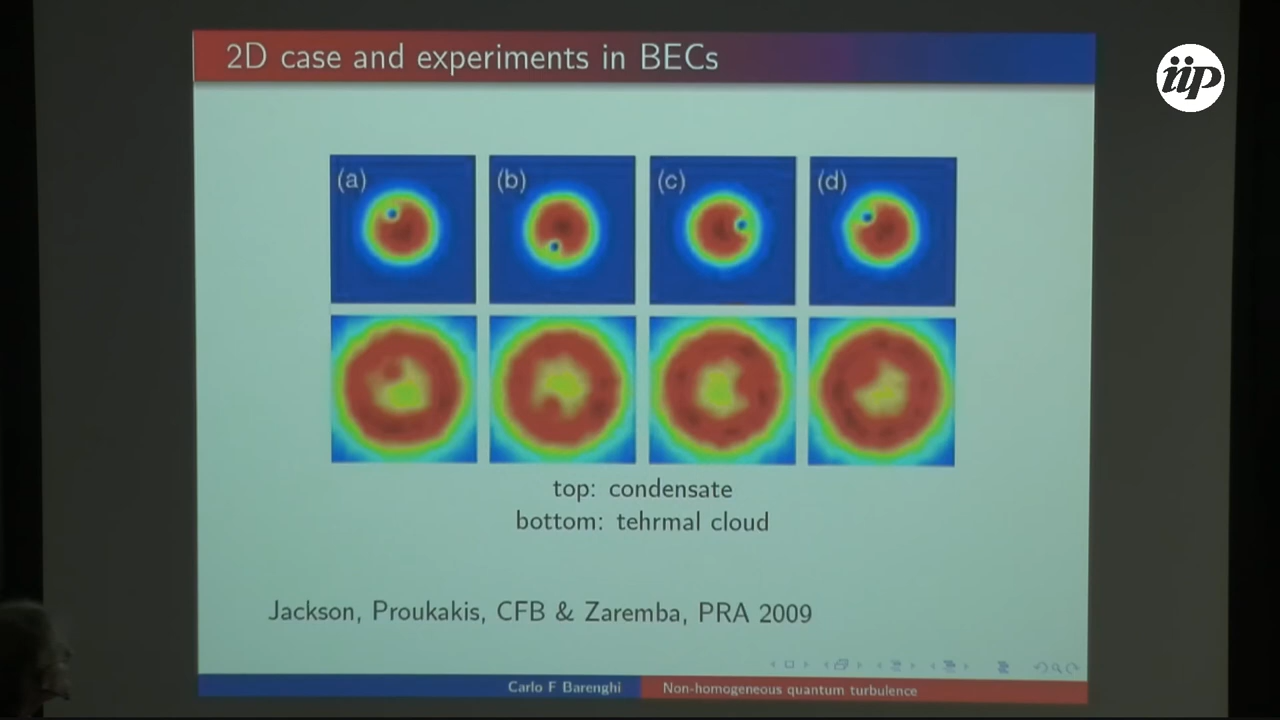 2D case and experiments in BECs
iip
(a) (b) (c) (d)
top: condensate
bottom: tehrmal cloud
Jackson, Proukakis, CFB & Zaremba, PRA 2009
Carlo F Barenghi Non-homogeneous quantum turbulence